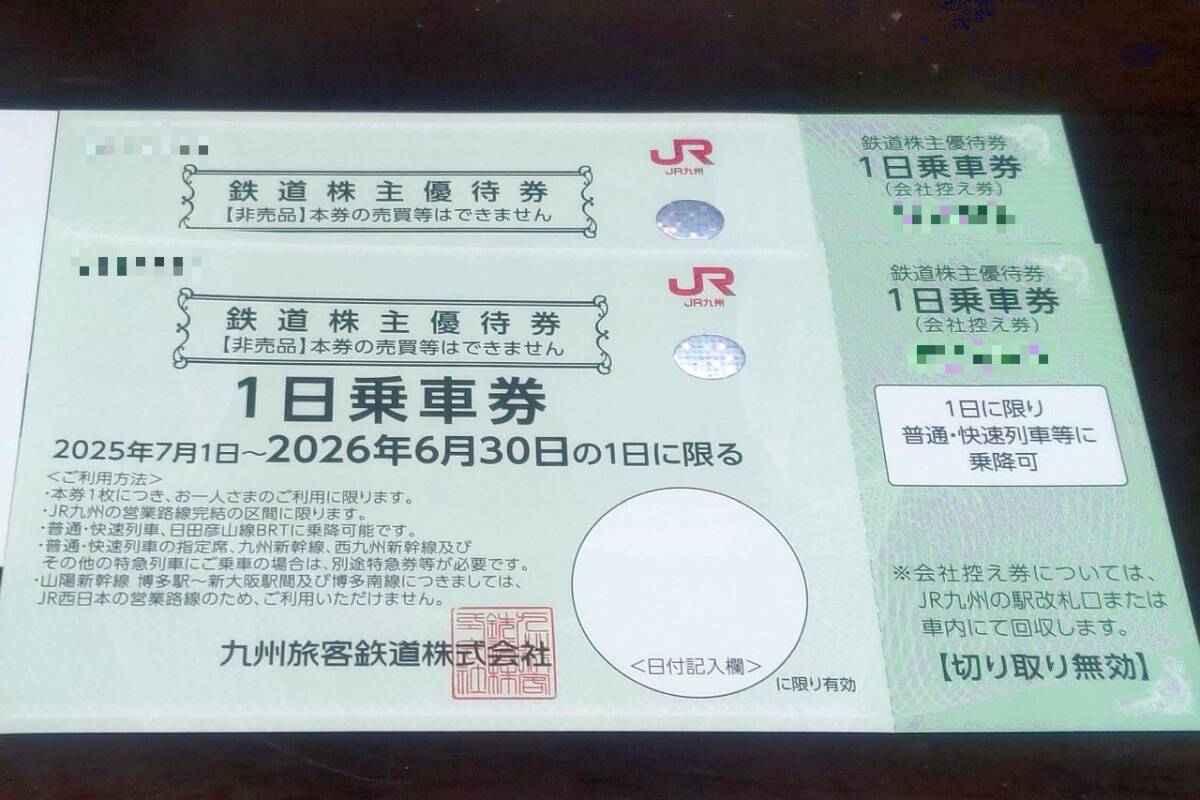 JR
JR九州
鉄道株主優待券
【非売品】本券の売買等はできません
鉄道株主優待券
1日乗車券
(会社控え券)
JR
JR九州
鉄道株主優待券
【非売品】本券の売買等はできません
1日乗車券
2025年7月1日~2026年6月30日の1日に限る
<ご利用方法>
・本券1枚につき、お一人さまのご利用に限ります。
・JR九州の営業路線完結の区間に限ります。
・普通・快速列車、日田彦山線BRTに乗降可能です。
・普通・快速列車の指定席、九州新幹線、西九州新幹線及び
その他の特急列車にご乗車の場合は、別途特急券等が必要です。
・山陽新幹線 博多駅~新大阪駅間及び博多南線につきましては、
JR西日本の営業路線のため、ご利用いただけません。
九州旅客鉄道株式会社
<日付記入欄>
に限り有効
鉄道株主優待券
1日乗車券
(会社控え券)
1日に限り
普通・快速列車等に
乗降可
※会社控え券については、
JR九州の駅改札口または
車内にて回収します。
【切り取り無効】